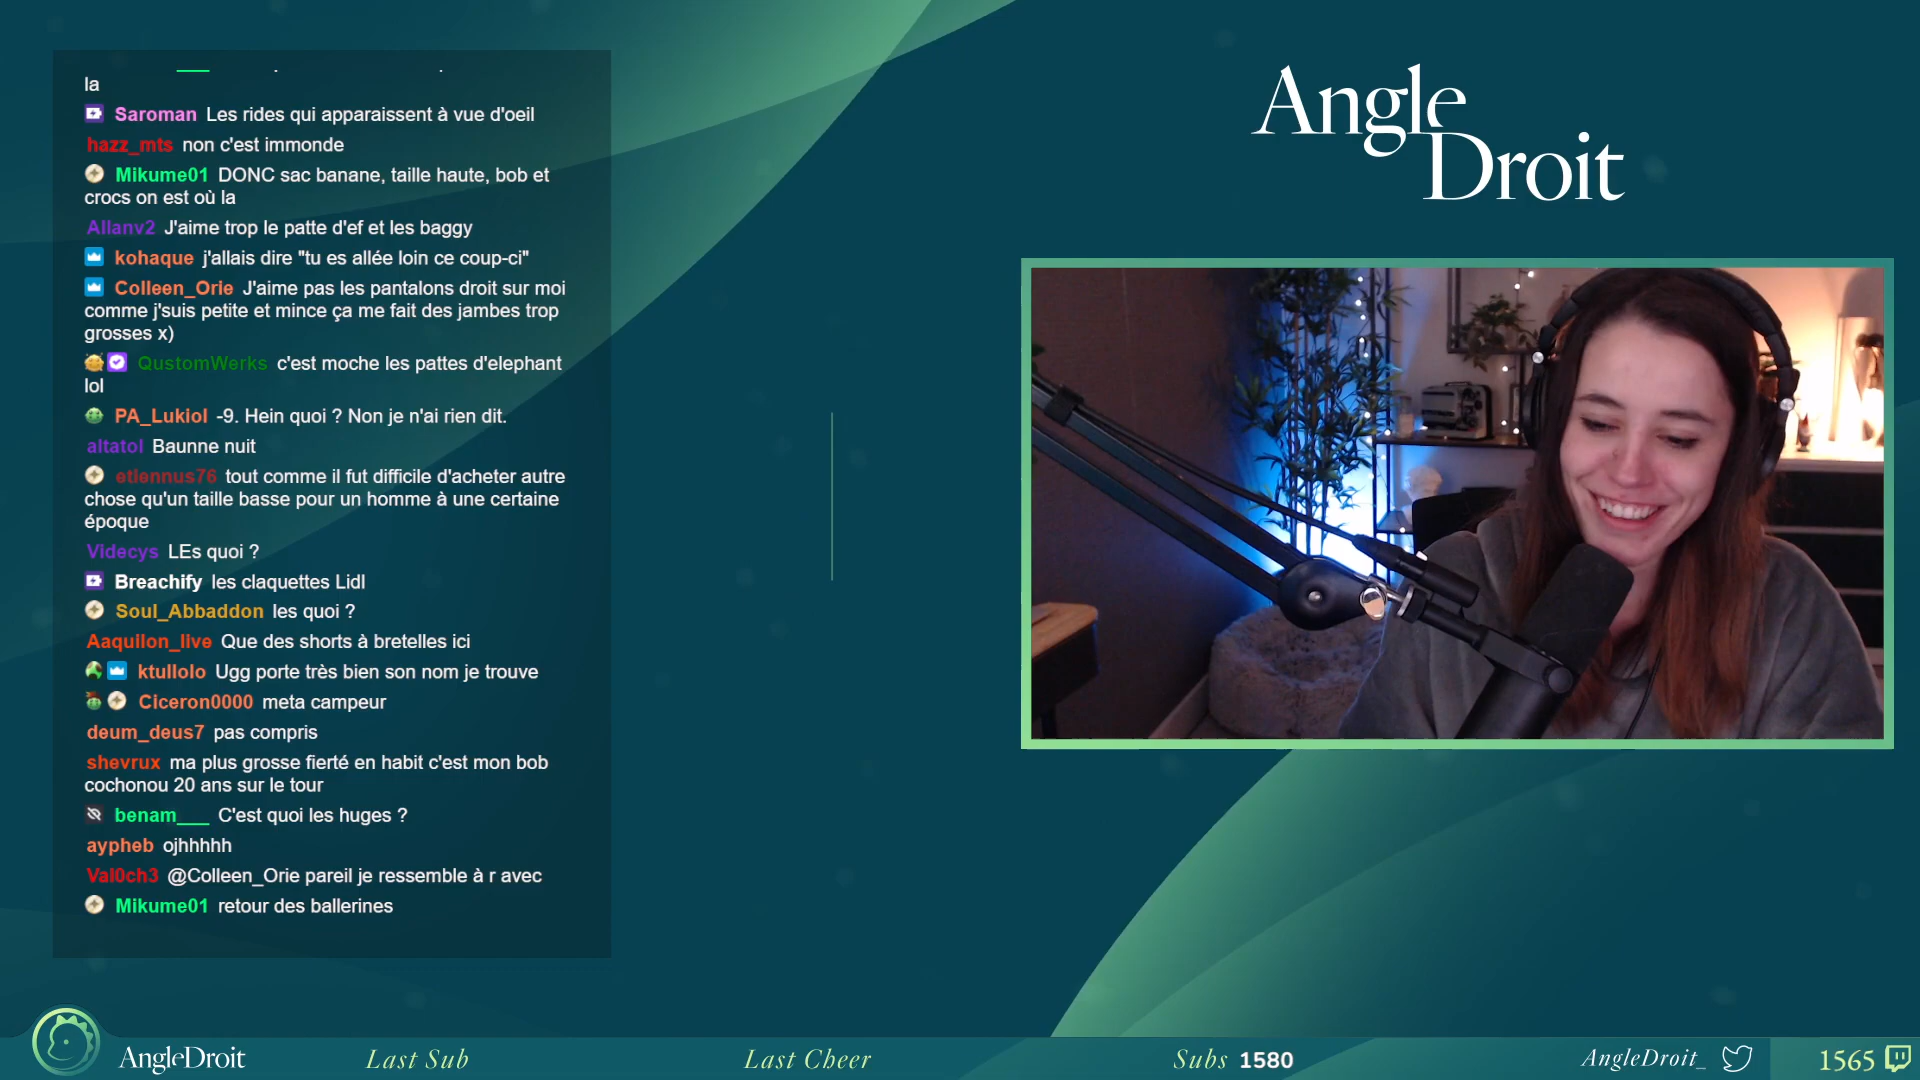 la
Saroman Les rides qui apparaissent à vue d'oeil
hazz_mts non c'est immonde
Mikume01 DONC sac banane, taille haute, bob et
crocs on est où la
Allanv2 J'aime trop le patte d'ef et les baggy
kohaque j'allais dire "tu es allée loin ce coup-ci"
Colleen_Orie J'aime pas les pantalons droit sur moi
comme j'suis petite et mince ça me fait des jambes trop
grosses x)
QustomWerks c'est moche les pattes d'elephant
lol
PA_Lukiol -9. Hein quoi ? Non je n'ai rien dit.
altatol Baunne nuit
etiennus76 tout comme il fut difficile d'acheter autre
chose qu'un taille basse pour un homme à une certaine
époque
Videcys LEs quoi ?
Breachify les claquettes Lidl
Soul_Abbaddon les quoi ?
Aaquilon_live Que des shorts à bretelles ici
ktullolo Ugg porte très bien son nom je trouve
Ciceron0000 meta campeur
deum_deus7 pas compris
shevrux ma plus grosse fierté en habit c'est mon bob
cochonou 20 ans sur le tour
benam___ C'est quoi les huges ?
aypheb ojhhhhh
Val0ch3 @Colleen_Orie pareil je ressemble à r avec
Mikume01 retour des ballerines
Angle
Droit
AngleDroit
Last Sub
Last Cheer
Subs 1580
AngleDroit_
1565